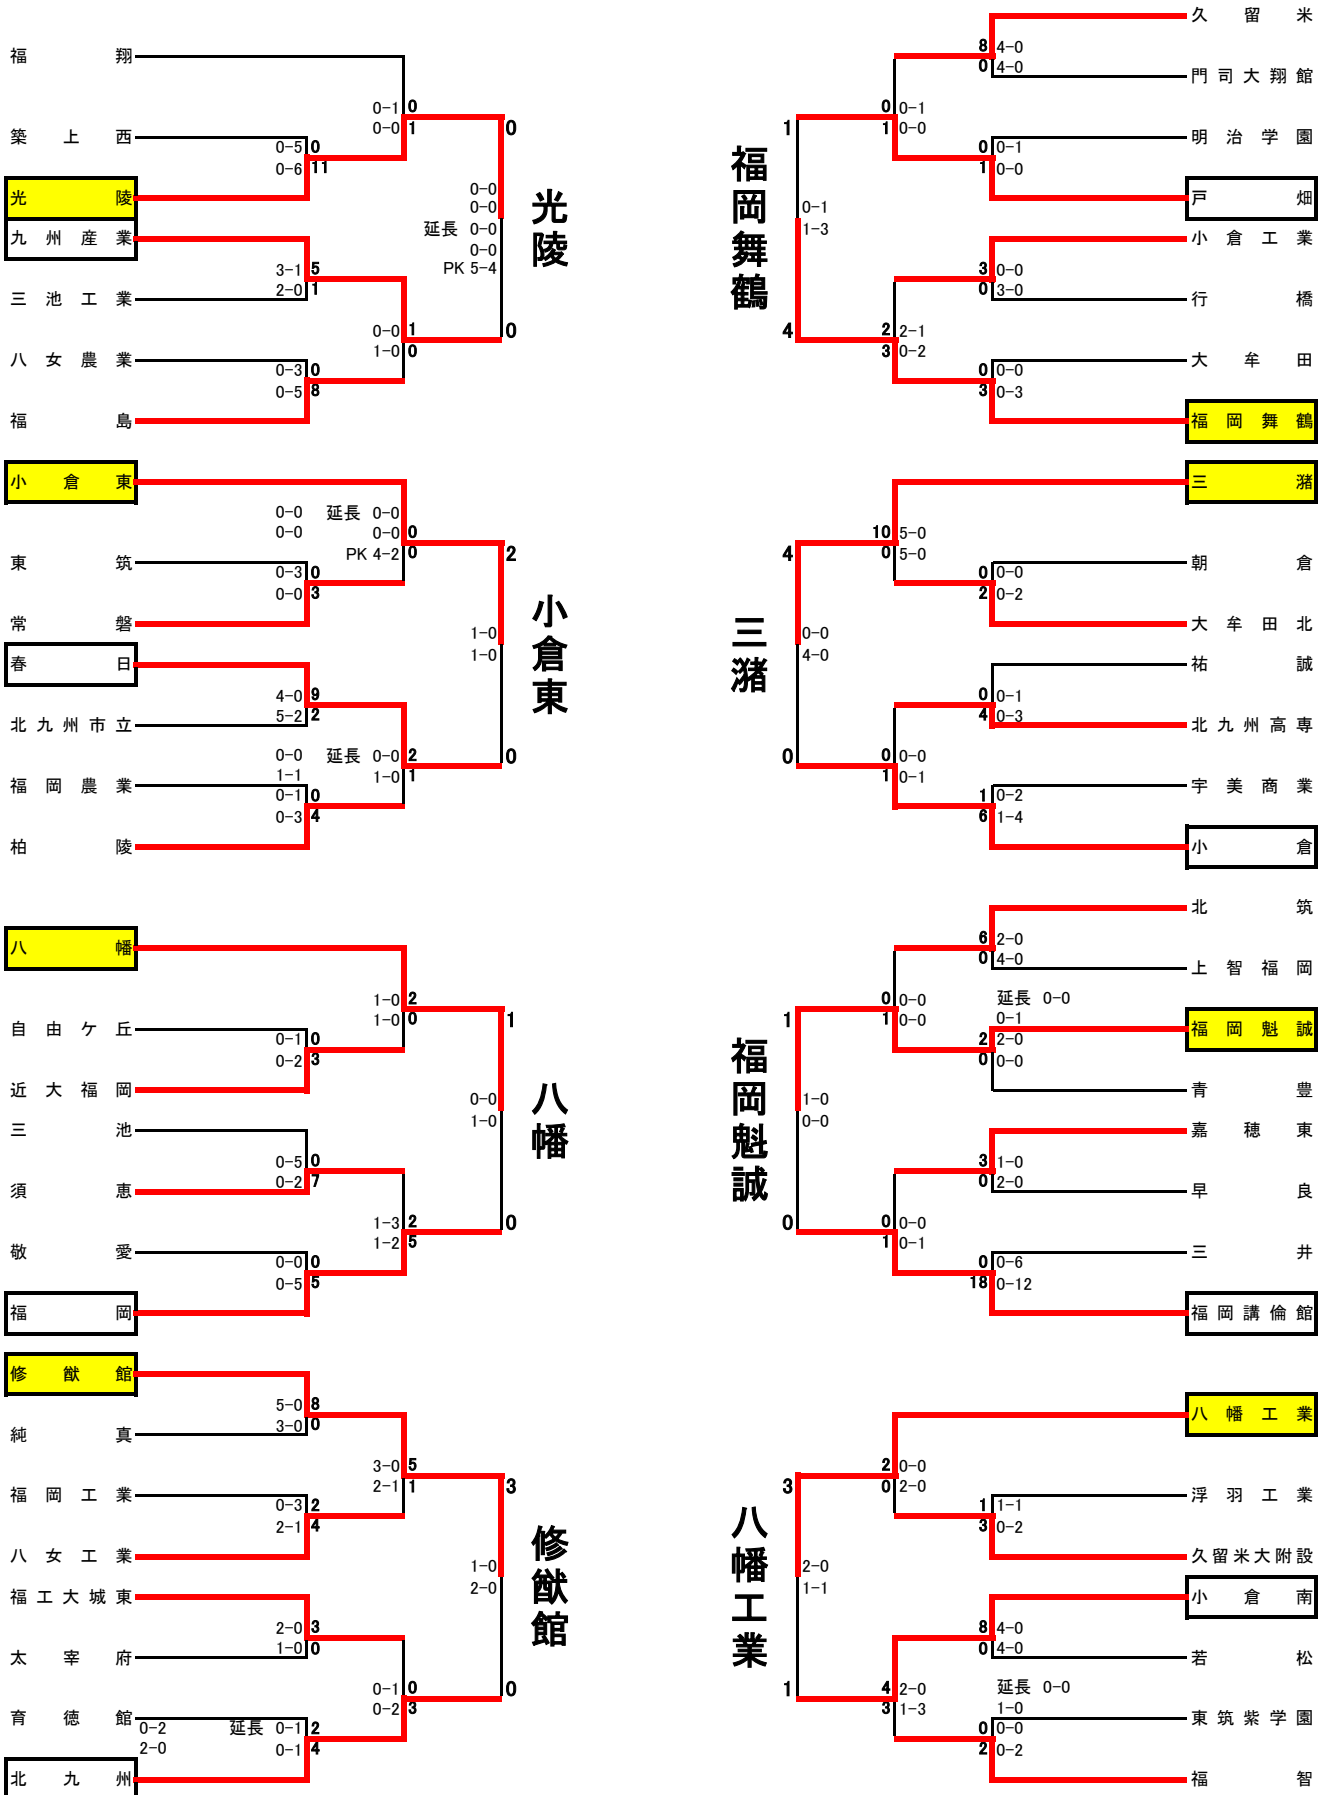 福翔
0-1 0
0-0 1
築上西
0-5 0
0-6 11
光陵
九州産業
3-1 5
2-0 1
三池工業
0-0 1
1-0 0
八女農業
0-3 0
0-5 8
福島
0
0-0
0-0
延長 0-0
0-0
PK 5-4
0
光陵
小倉東
0-0 延長 0-0
0-0 0-0 0
PK 4-2 0
東筑
0-3 0
0-0 3
常磐
春日
4-0 9
5-2 2
北九州市立
0-0 延長 0-0 2
1-1 1-0 1
福岡農業
0-1 0
0-3 4
柏陵
2
1-0
1-0
0
小倉東
八幡
1-0 2
1-0 0
自由ケ丘
0-1 0
0-2 3
近大福岡
三池
0-5 0
0-2 7
須恵
1-3 2
1-2 5
敬愛
0-0 0
0-5 5
福岡
1
0-0
1-0
0
八幡
修猷館
5-0 8
3-0 0
純真
3-0 5
2-1 1
福岡工業
0-3 2
2-1 4
八女工業
福工大城東
2-0 3
1-0 0
太宰府
0-1 0
0-2 3
育徳館
0-2 延長 0-1 2
2-0 0-1 4
北九州
3
1-0
2-0
0
修猷館
久留米
8 4-0
0 4-0
門司大翔館
0 0-1
1 0-0
明治学園
0 0-1
1 0-0
戸畑
小倉工業
3 0-0
0 3-0
行橋
2 2-1
3 0-2
大牟田
0 0-0
3 0-3
福岡舞鶴
1
0-1
1-3
4
福岡舞鶴
三瀦
10 5-0
0 5-0
朝倉
0 0-0
2 0-2
大牟田北
祐誠
0 0-1
4 0-3
北九州高専
0 0-0
1 0-1
宇美商業
1 0-2
6 1-4
小倉
4
0-0
4-0
0
三瀦
北筑
6 2-0
0 4-0
上智福岡
0 0-0
1 0-0
延長 0-0
0-1
福岡魁誠
2 2-0
0 0-0
青豊
嘉穂東
3 1-0
0 2-0
早良
0 0-0
1 0-1
三井
0 0-6
18 0-12
福岡講倫館
1
1-0
0-0
0
福岡魁誠
八幡工業
2 0-0
0 2-0
浮羽工業
1 1-1
3 0-2
久留米大附設
小倉南
8 4-0
0 4-0
若松
4 2-0
3 1-3
延長 0-0
1-0
東筑紫学園
0 0-0
2 0-2
福智
3
2-0
1-1
1
八幡工業